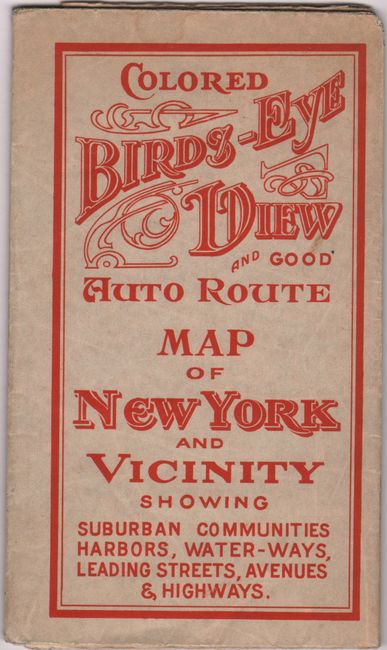 COLORED
BIRDS-EYE
VIEW
AND GOOD
AUTO ROUTE
MAP
OF
NEW YORK
AND
VICINITY
SHOWING
SUBURBAN COMMUNITIES
HARBORS, WATER-WAYS,
LEADING STREETS, AVENUES
& HIGHWAYS.